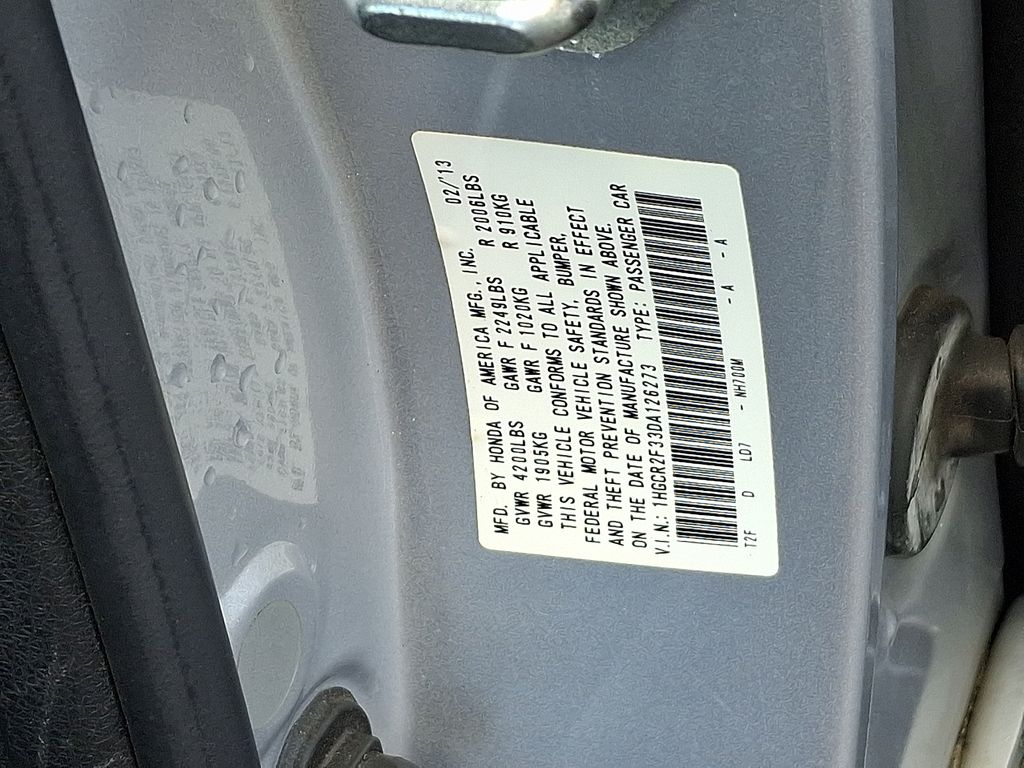 MFD. BY HONDA OF AMERICA MFG., INC. 02/'13
GVWR 4200LBS GAWR F 2249LBS R 2006LBS
GVWR 1905KG GAWR F 1020KG R 910KG
THIS VEHICLE CONFORMS TO ALL APPLICABLE
FEDERAL MOTOR VEHICLE SAFETY, BUMPER,
AND THEFT PREVENTION STANDARDS IN EFFECT
ON THE DATE OF MANUFACTURE SHOWN ABOVE.
V.I.N.: 1HGCR2F33DA126273 TYPE: PASSENGER CAR
T2F D LD7 - NH700M - A - A